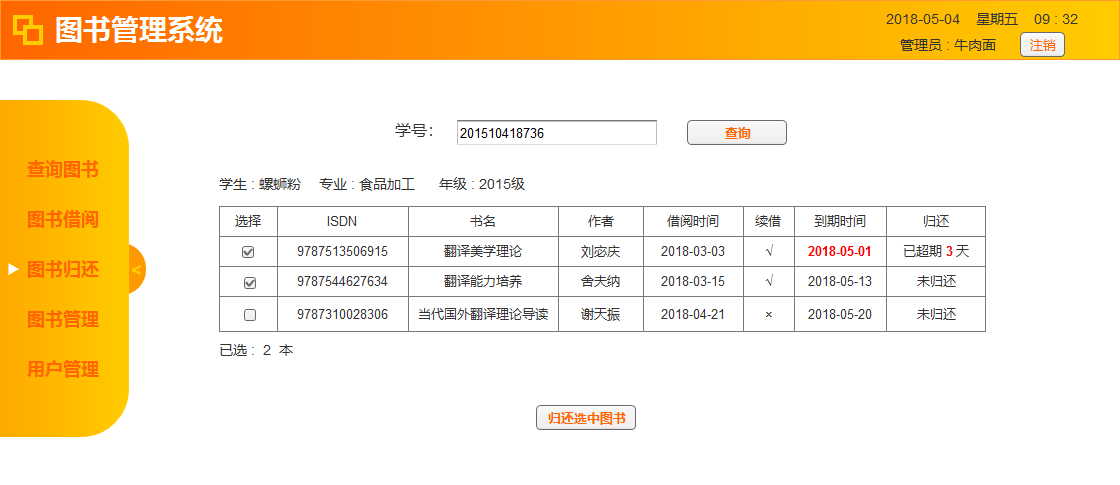 图书管理系统
2018-05-04 星期五 09 : 32
管理员 : 牛肉面 注销
查询图书
图书借阅
图书归还
图书管理
用户管理
<
学号: 201510418736 查询
学生 : 螺蛳粉 专业 : 食品加工 年级 : 2015级
选择 ISDN 书名 作者 借阅时间 续借 到期时间 归还
9787513506915 翻译美学理论 刘宓庆 2018-03-03 √ 2018-05-01 已超期 3 天
9787544627634 翻译能力培养 舍夫纳 2018-03-15 √ 2018-05-13 未归还
9787310028306 当代国外翻译理论导读 谢天振 2018-04-21 × 2018-05-20 未归还
已选 : 2 本
归还选中图书